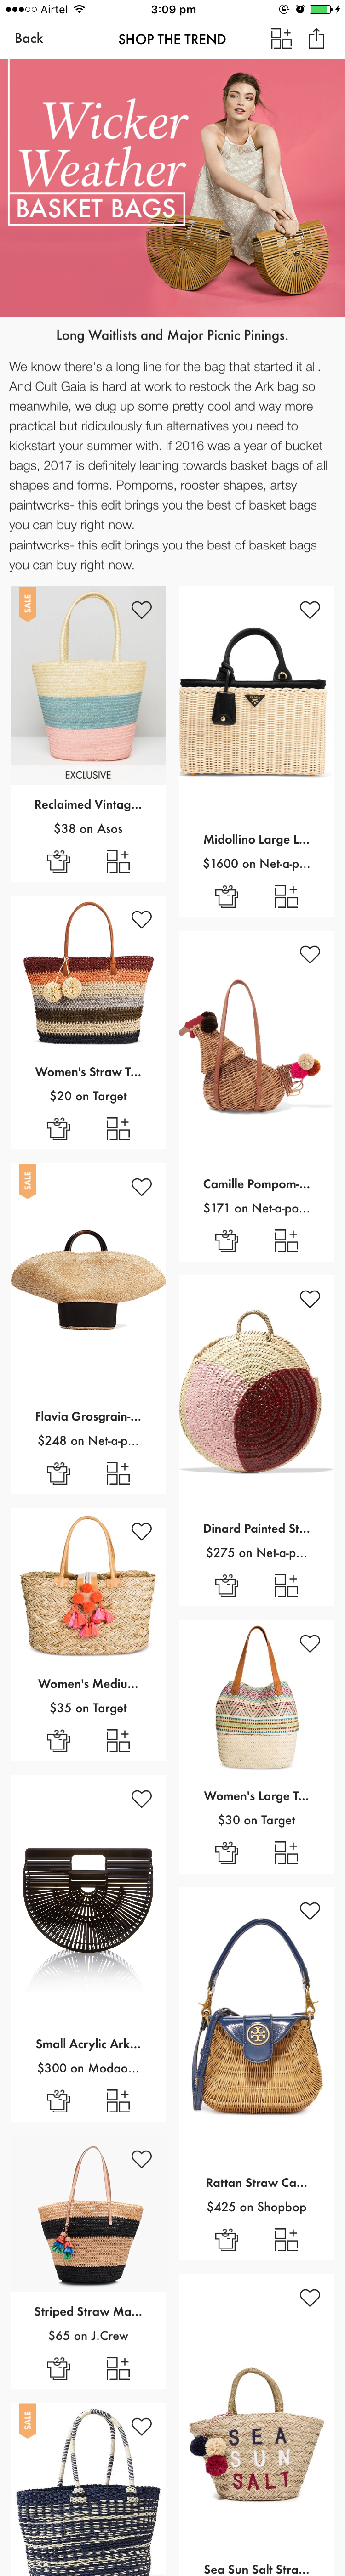 Airtel
3:09 pm
Back
SHOP THE TREND
Wicker
Weather
BASKET BAGS
Long Waitlists and Major Picnic Pinings.
We know there's a long line for the bag that started it all.
And Cult Gaia is hard at work to restock the Ark bag so
meanwhile, we dug up some pretty cool and way more
practical but ridiculously fun alternatives you need to
kickstart your summer with. If 2016 was a year of bucket
bags, 2017 is definitely leaning towards basket bags of all
shapes and forms. Pompoms, rooster shapes, artsy
paintworks- this edit brings you the best of basket bags
you can buy right now.
paintworks- this edit brings you the best of basket bags
you can buy right now.
SALE
EXCLUSIVE
Reclaimed Vintag...
$38 on Asos
Midollino Large L...
$1600 on Net-a-p...
Women's Straw T...
$20 on Target
Camille Pompom-...
$171 on Net-a-po...
SALE
Flavia Grosgrain-...
$248 on Net-a-p...
Dinard Painted St...
$275 on Net-a-p...
Women's Mediu...
$35 on Target
Women's Large T...
$30 on Target
Small Acrylic Ark...
$300 on Modao...
Rattan Straw Ca...
$425 on Shopbop
Striped Straw Ma...
$65 on J.Crew
SALE
SEA
SUN
SALT
Sea Sun Salt Stra...